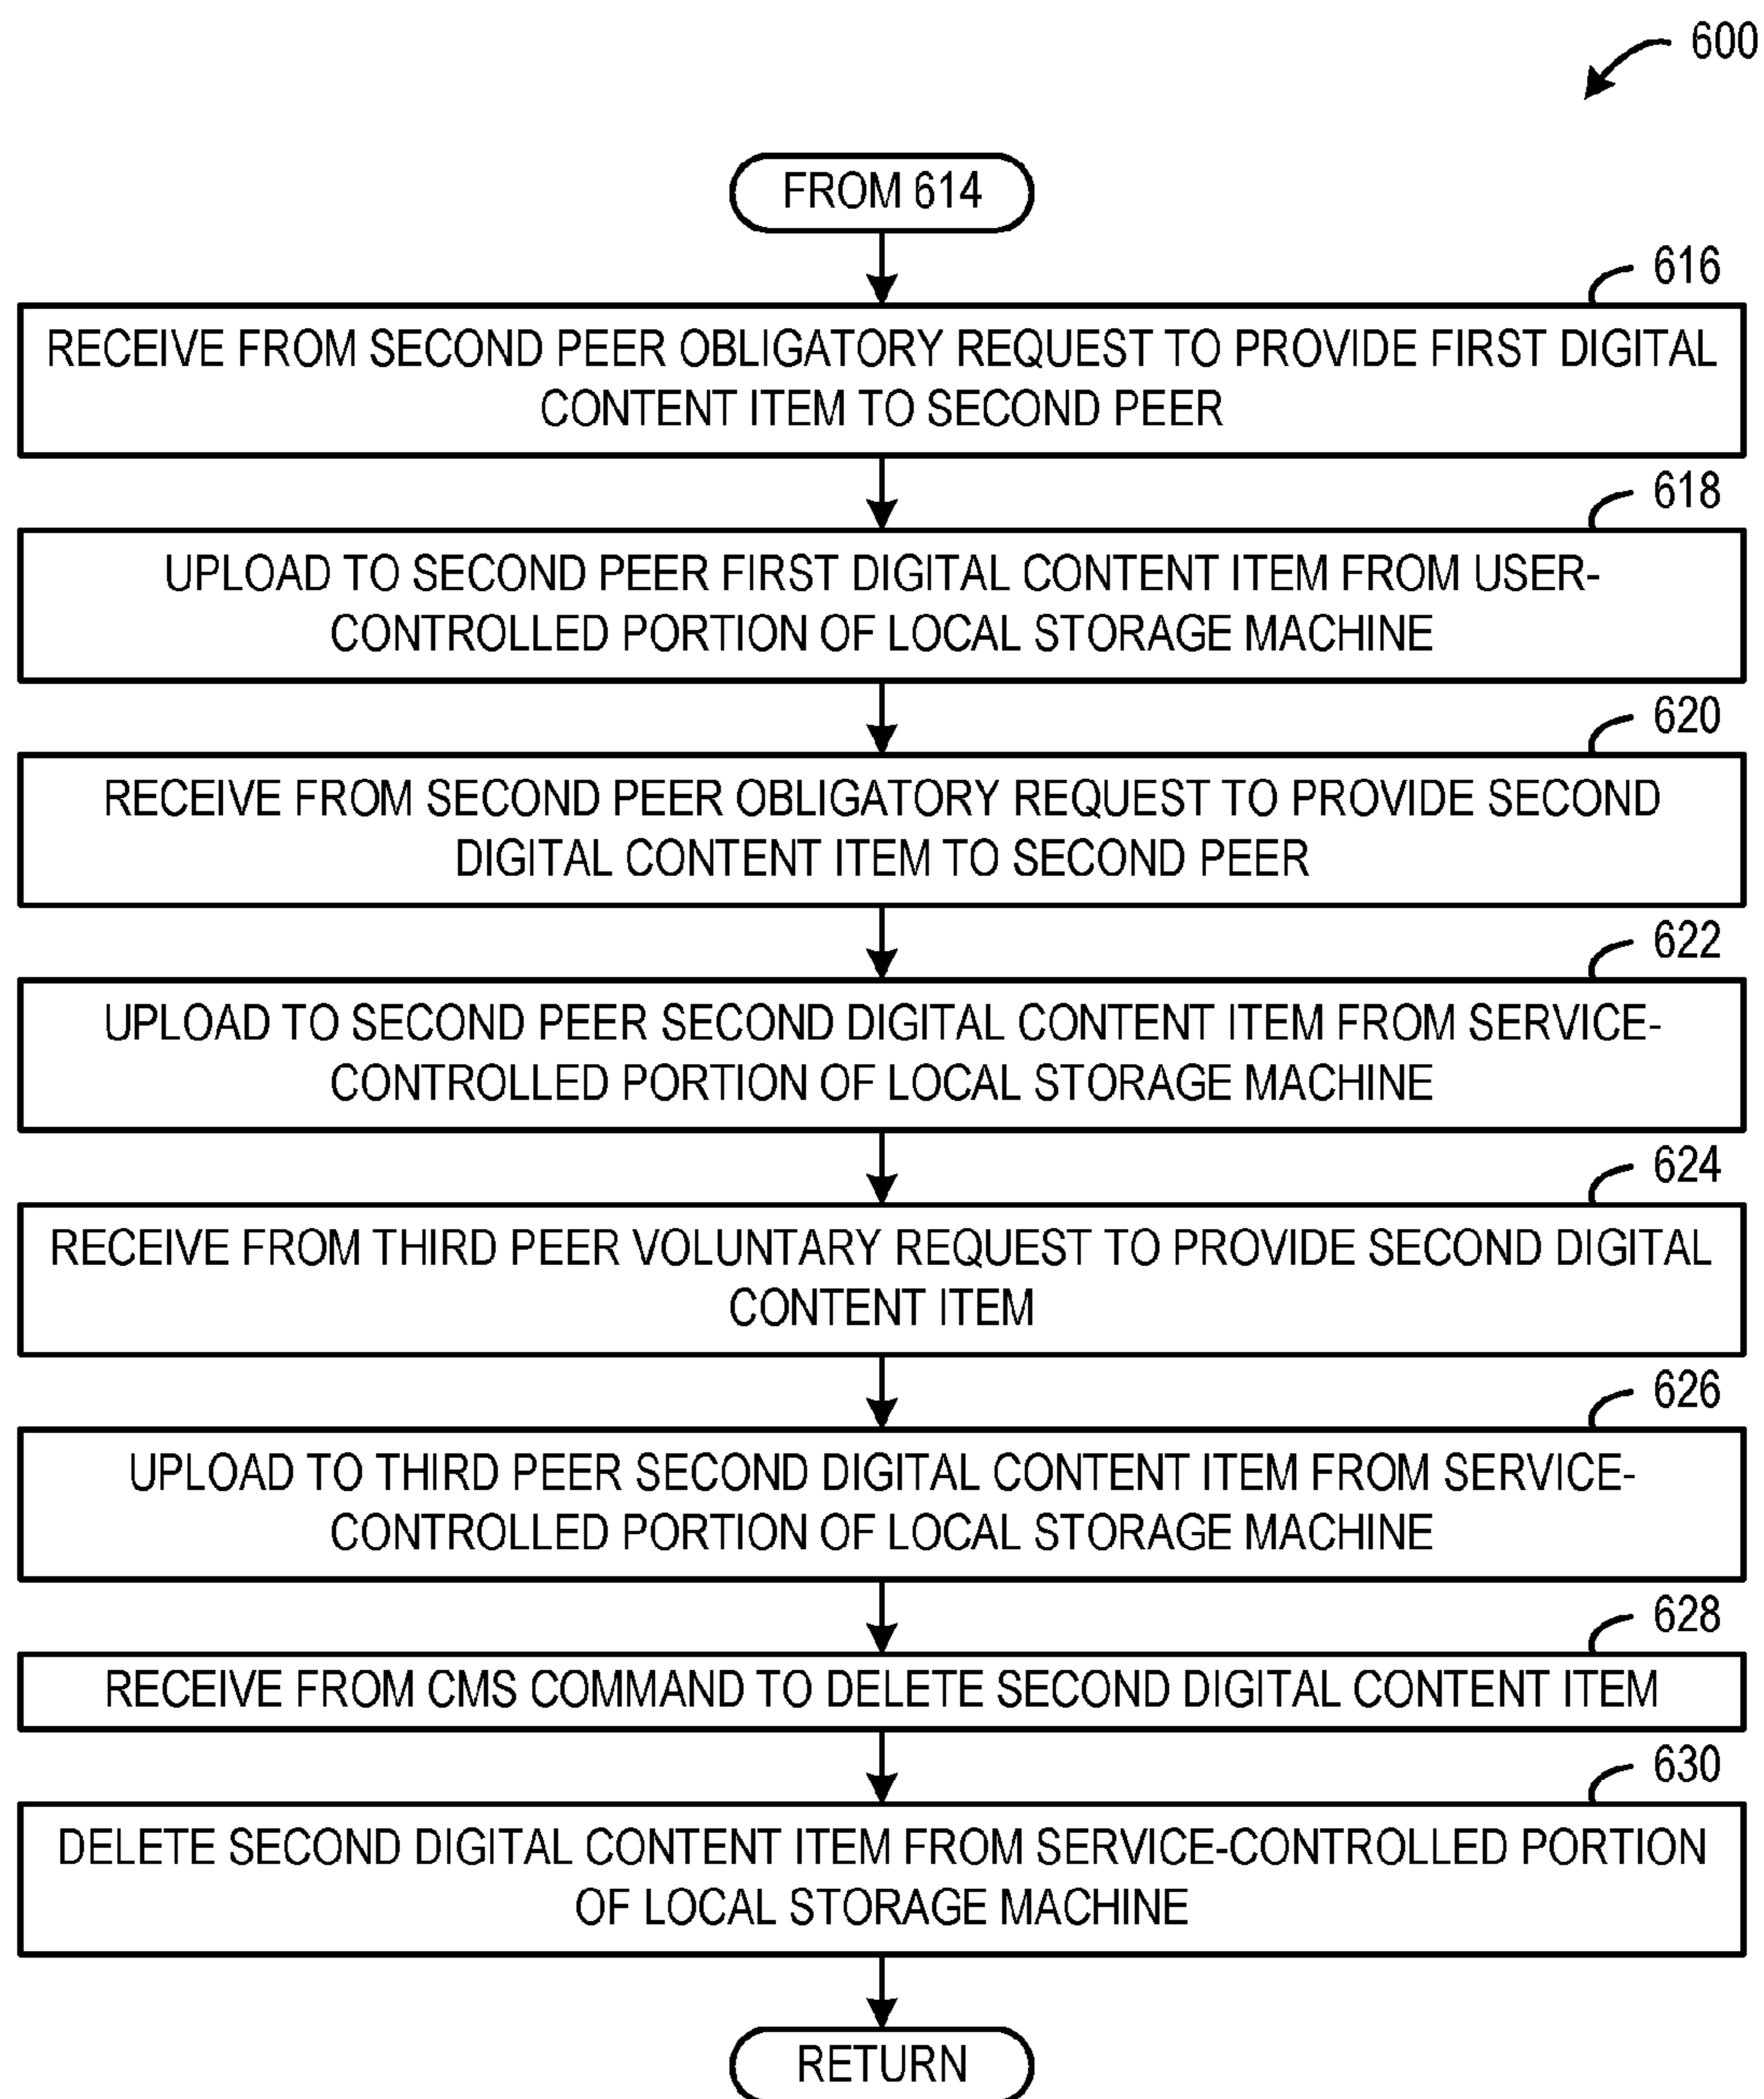 600
FROM 614
616
RECEIVE FROM SECOND PEER OBLIGATORY REQUEST TO PROVIDE FIRST DIGITAL
CONTENT ITEM TO SECOND PEER
618
UPLOAD TO SECOND PEER FIRST DIGITAL CONTENT ITEM FROM USER-
CONTROLLED PORTION OF LOCAL STORAGE MACHINE
620
RECEIVE FROM SECOND PEER OBLIGATORY REQUEST TO PROVIDE SECOND
DIGITAL CONTENT ITEM TO SECOND PEER
622
UPLOAD TO SECOND PEER SECOND DIGITAL CONTENT ITEM FROM SERVICE-
CONTROLLED PORTION OF LOCAL STORAGE MACHINE
624
RECEIVE FROM THIRD PEER VOLUNTARY REQUEST TO PROVIDE SECOND DIGITAL
CONTENT ITEM
626
UPLOAD TO THIRD PEER SECOND DIGITAL CONTENT ITEM FROM SERVICE-
CONTROLLED PORTION OF LOCAL STORAGE MACHINE
628
RECEIVE FROM CMS COMMAND TO DELETE SECOND DIGITAL CONTENT ITEM
630
DELETE SECOND DIGITAL CONTENT ITEM FROM SERVICE-CONTROLLED PORTION
OF LOCAL STORAGE MACHINE
RETURN